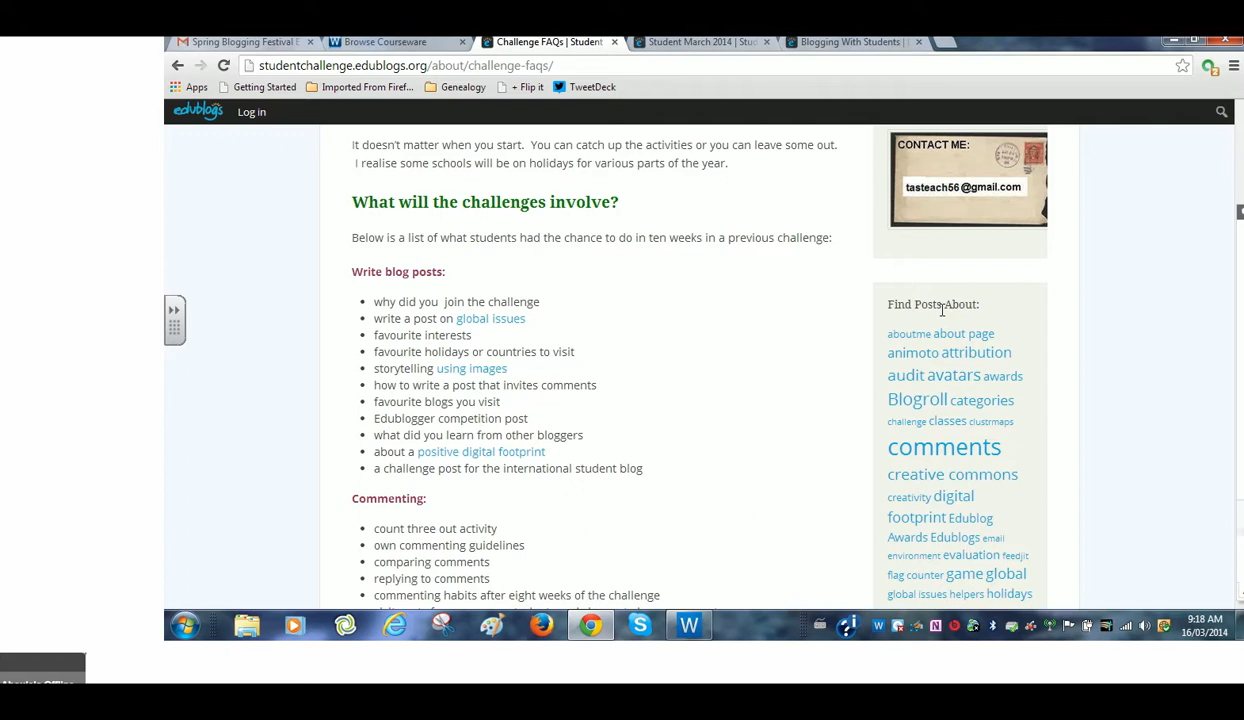 Spring Blogging Festival E
Browse Courseware
Challenge FAQs | Student
Student March 2014 | Stud
Blogging With Students |
studentchallenge.edublogs.org/about/challenge-faqs/
Apps
Getting Started
Imported From Firef...
Genealogy
+ Flip it
TweetDeck
edublogs
Log in
It doesn't matter when you start. You can catch up the activities or you can leave some out.
I realise some schools will be on holidays for various parts of the year.
What will the challenges involve?
Below is a list of what students had the chance to do in ten weeks in a previous challenge:
Write blog posts:
why did you join the challenge
write a post on global issues
favourite interests
favourite holidays or countries to visit
storytelling using images
how to write a post that invites comments
favourite blogs you visit
Edublogger competition post
what did you learn from other bloggers
about a positive digital footprint
a challenge post for the international student blog
Commenting:
count three out activity
own commenting guidelines
comparing comments
replying to comments
commenting habits after eight weeks of the challenge
CONTACT ME:
tasteach56@gmail.com
Find Posts About:
aboutme about page
animoto attribution
audit avatars awards
Blogroll categories
challenge classes clustrmaps
comments
creative commons
creativity digital
footprint Edublog
Awards Edublogs email
environment evaluation feedjit
flag counter game global
global issues helpers holidays
9:18 AM
16/03/2014